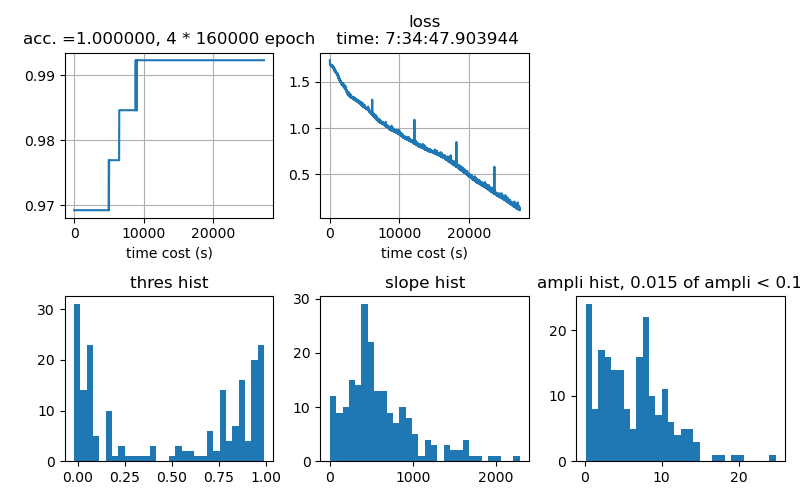 acc. =1.000000, 4 * 160000 epoch
loss
time: 7:34:47.903944
0.99
0.98
0.97
0 10000 20000
time cost (s)
1.5
1.0
0.5
0 10000 20000
time cost (s)
thres hist
slope hist
ampli hist, 0.015 of ampli < 0.1
30
20
10
0
0.00 0.25 0.50 0.75 1.00
30
20
10
0
0 1000 2000
20
10
0
0 10 20